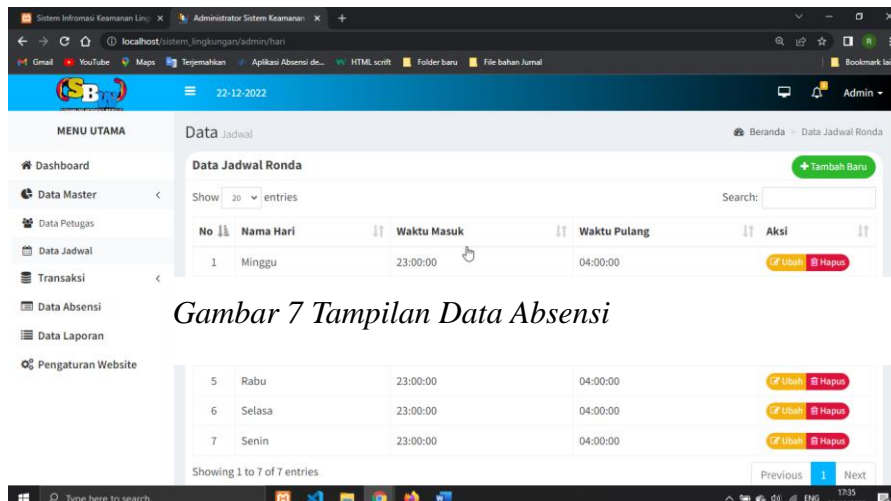 Sistem Infromasi Keamanan Ling
Administrator Sistem Keamanan
localhost/sistem_lingkungan/admin/hari
Gmail YouTube Maps Terjemahkan Aplikasi Absensi de... HTML scrift Folder baru File bahan Jurnal Bookmark lai
SBW 22-12-2022 Admin
MENU UTAMA Data Jadwal Beranda Data Jadwal Ronda
Dashboard Data Jadwal Ronda Tambah Baru
Data Master Show 20 entries Search:
Data Petugas No Nama Hari Waktu Masuk Waktu Pulang Aksi
Data Jadwal 1 Minggu 23:00:00 04:00:00 Ubah Hapus
Transaksi
Data Absensi
Gambar 7 Tampilan Data Absensi
Data Laporan
Pengaturan Website
5 Rabu 23:00:00 04:00:00 Ubah Hapus
6 Selasa 23:00:00 04:00:00 Ubah Hapus
7 Senin 23:00:00 04:00:00 Ubah Hapus
Showing 1 to 7 of 7 entries Previous 1 Next
Type here to search ENG 17:35